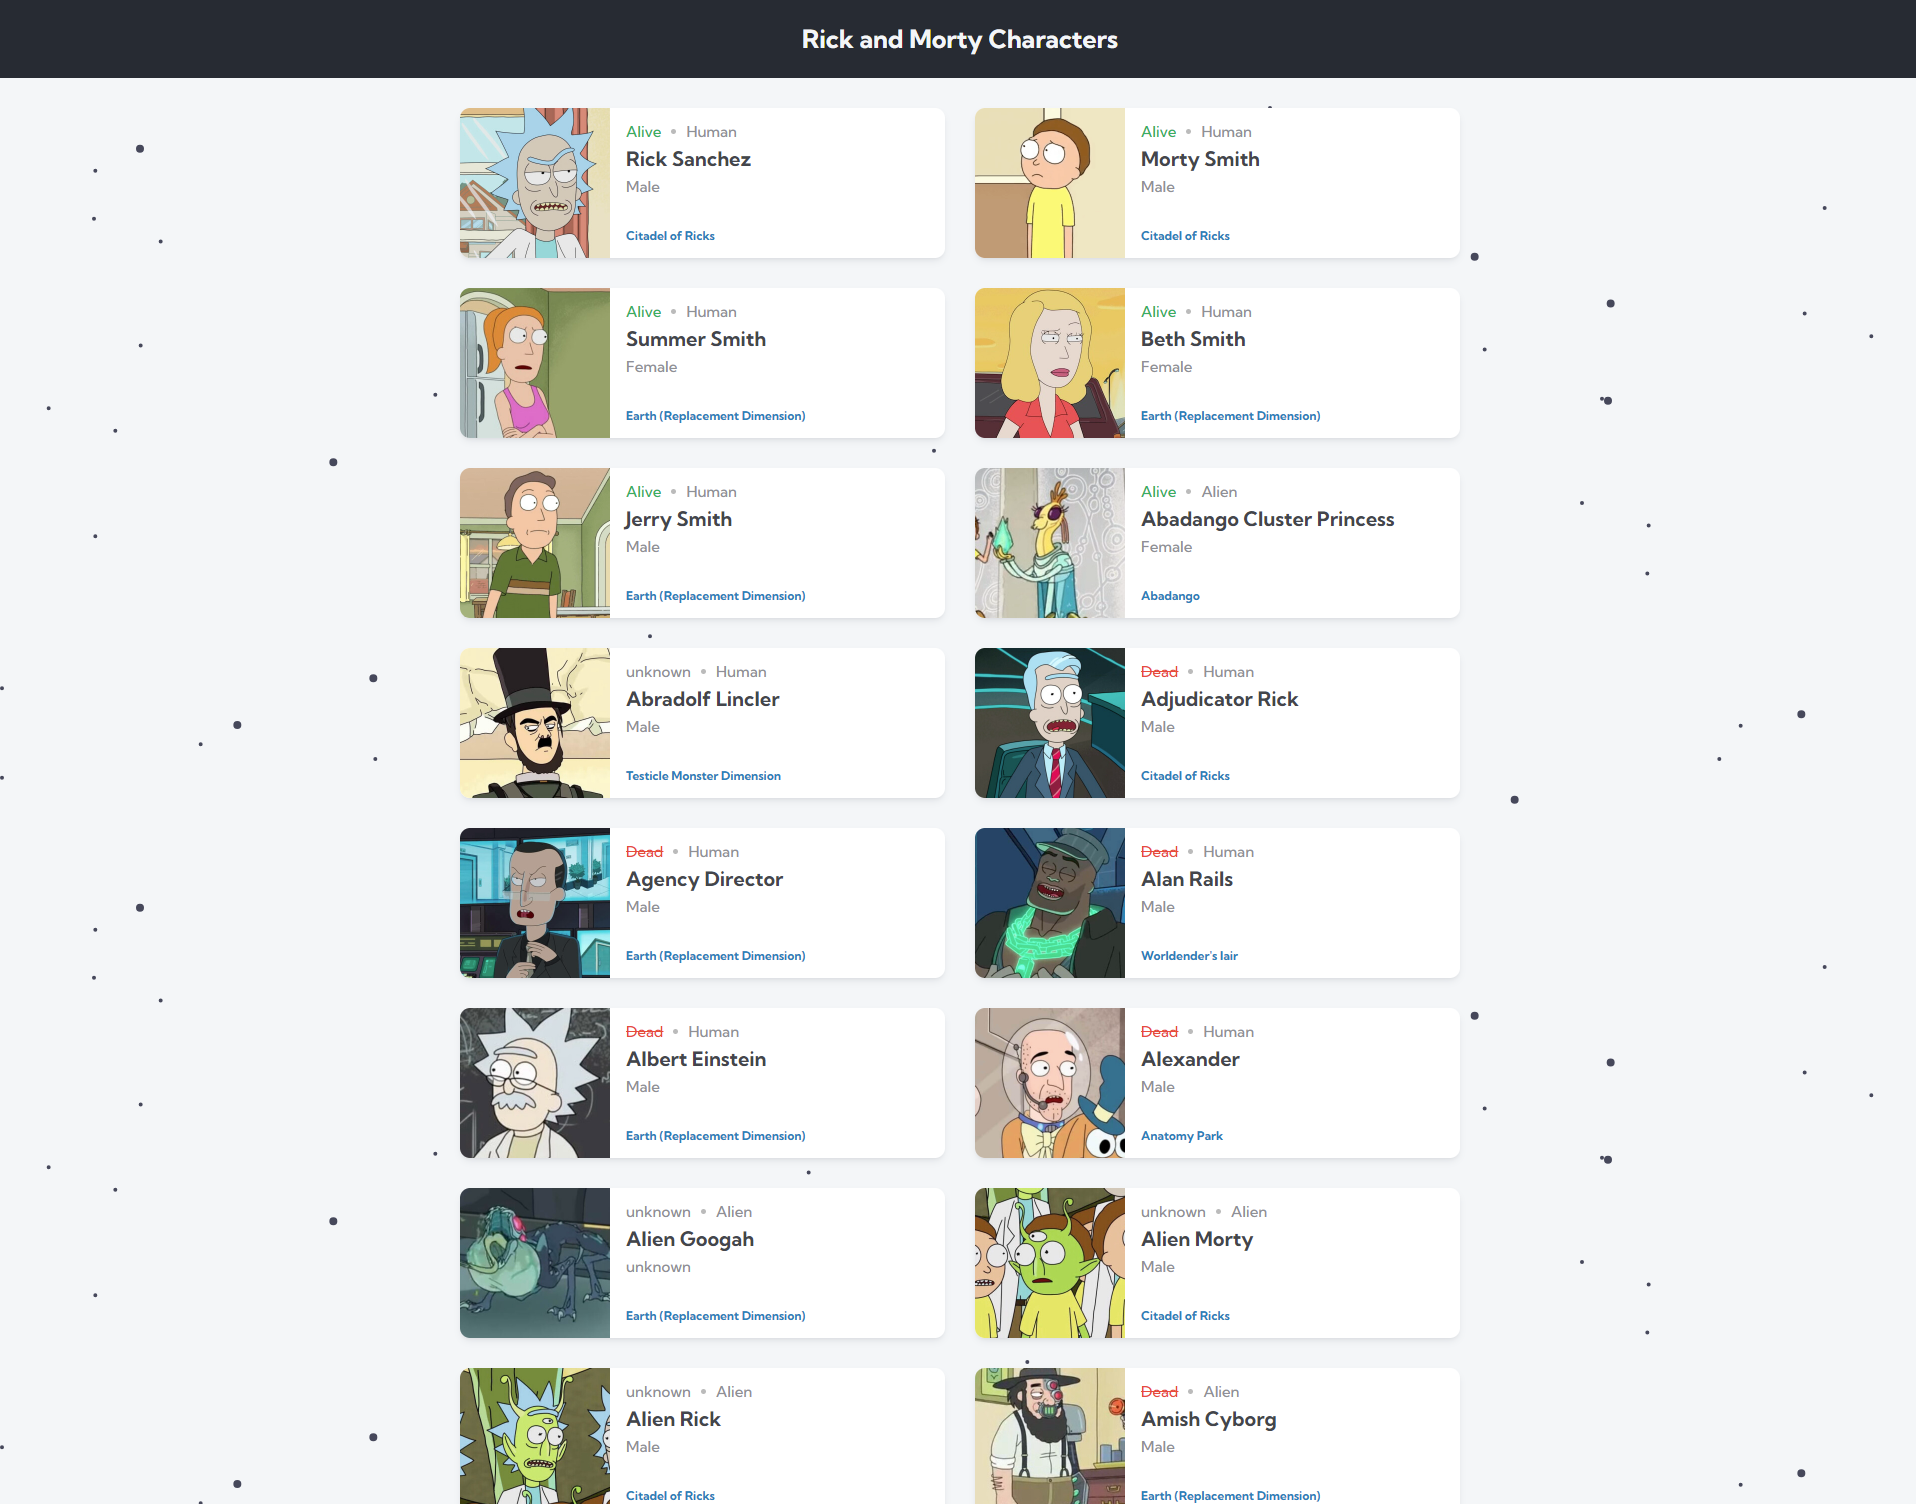 Rick and Morty Characters
Alive • Human
Rick Sanchez
Male
Citadel of Ricks
Alive • Human
Morty Smith
Male
Citadel of Ricks
Alive • Human
Summer Smith
Female
Earth (Replacement Dimension)
Alive • Human
Beth Smith
Female
Earth (Replacement Dimension)
Alive • Human
Jerry Smith
Male
Earth (Replacement Dimension)
Alive • Alien
Abadango Cluster Princess
Female
Abadango
unknown • Human
Abradolf Lincler
Male
Testicle Monster Dimension
Dead • Human
Adjudicator Rick
Male
Citadel of Ricks
Dead • Human
Agency Director
Male
Earth (Replacement Dimension)
Dead • Human
Alan Rails
Male
Worldender's lair
Dead • Human
Albert Einstein
Male
Earth (Replacement Dimension)
Dead • Human
Alexander
Male
Anatomy Park
unknown • Alien
Alien Googah
unknown
Earth (Replacement Dimension)
unknown • Alien
Alien Morty
Male
Citadel of Ricks
unknown • Alien
Alien Rick
Male
Citadel of Ricks
Dead • Alien
Amish Cyborg
Male
Earth (Replacement Dimension)